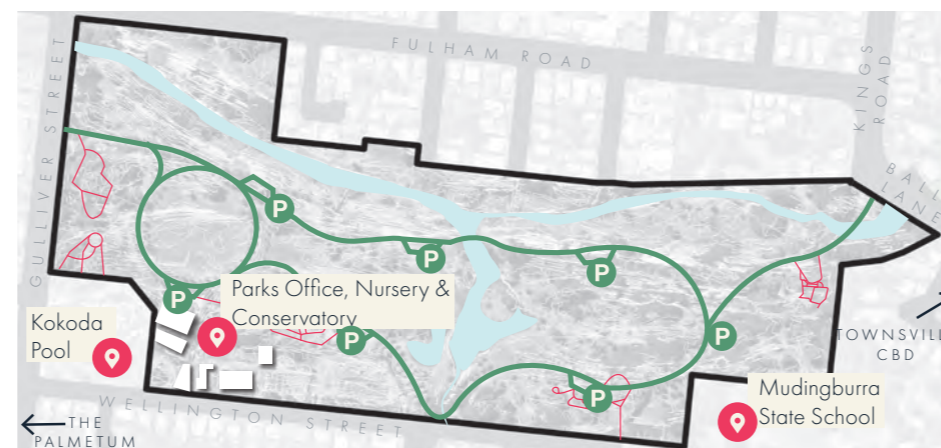 FULHAM ROAD
KINGS
ROAD
BALL
LANE
GULLIVER STREET
P
P
P
P
P
P
P
Parks Office, Nursery &
Conservatory
Kokoda
Pool
TOWNSVILL
CBD
Mudingburra
State School
WELLINGTON STREET
THE
PALMETUM